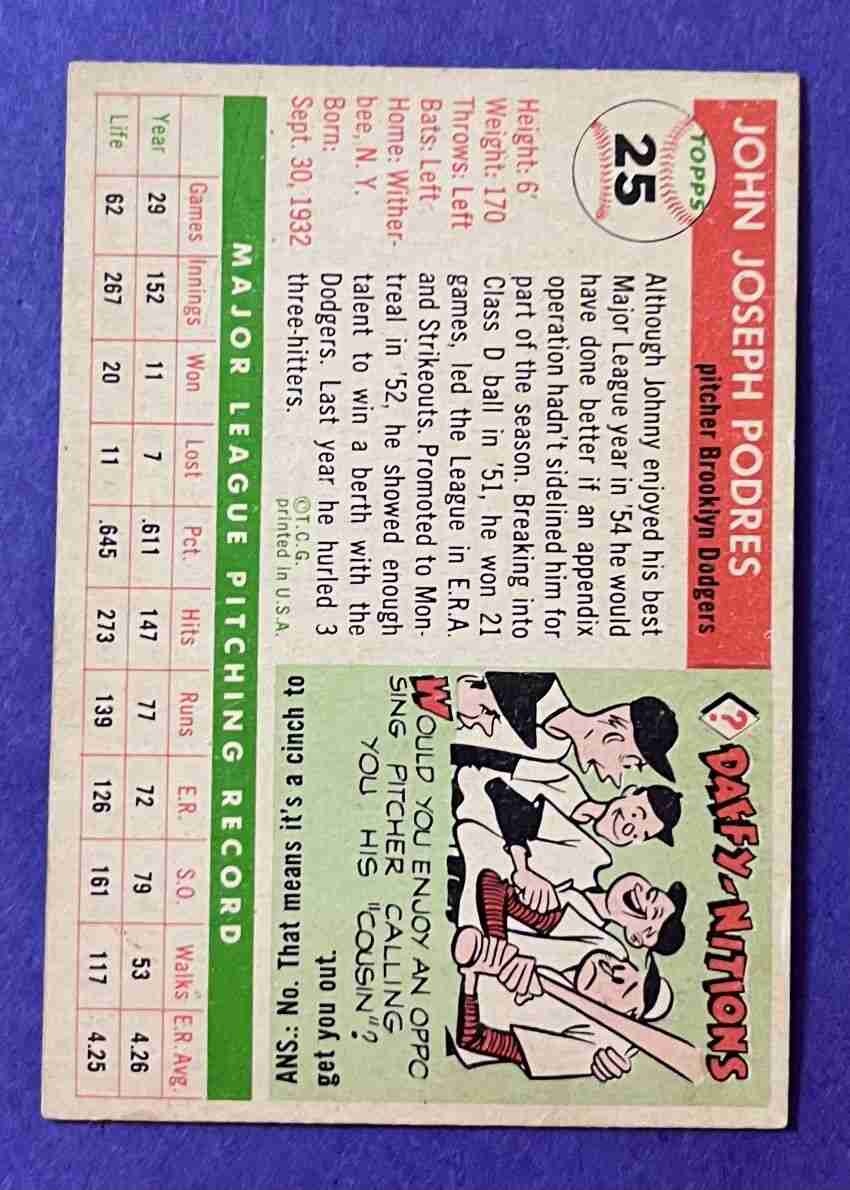 TOPPS
25
JOHN JOSEPH PODRES
pitcher Brooklyn Dodgers
Height: 6'
Weight: 170
Throws: Left
Bats: Left
Home: Wither-
bee, N. Y.
Born:
Sept. 30, 1932
Although Johnny enjoyed his best
Major League year in '54 he would
have done better if an appendix
operation hadn't sidelined him for
part of the season. Breaking into
Class D ball in '51, he won 21
games, led the League in E.R.A.
and Strikeouts. Promoted to Mon-
treal in '52, he showed enough
talent to win a berth with the
Dodgers. Last year he hurled 3
three-hitters.
©T.C.G.
printed in U.S.A.
? DAFFY-NITIONS
WOULD YOU ENJOY AN OPPO
SING PITCHER CALLING
YOU HIS "COUSIN"?
ANS.: No. That means it's a cinch to
get you out.
MAJOR LEAGUE PITCHING RECORD
Games Innings Won Lost Pct. Hits Runs E.R. S.O. Walks E.R. Avg.
Year 29 152 11 7 .611 147 77 72 79 53 4.26
Life 62 267 20 11 .645 273 139 126 161 117 4.25